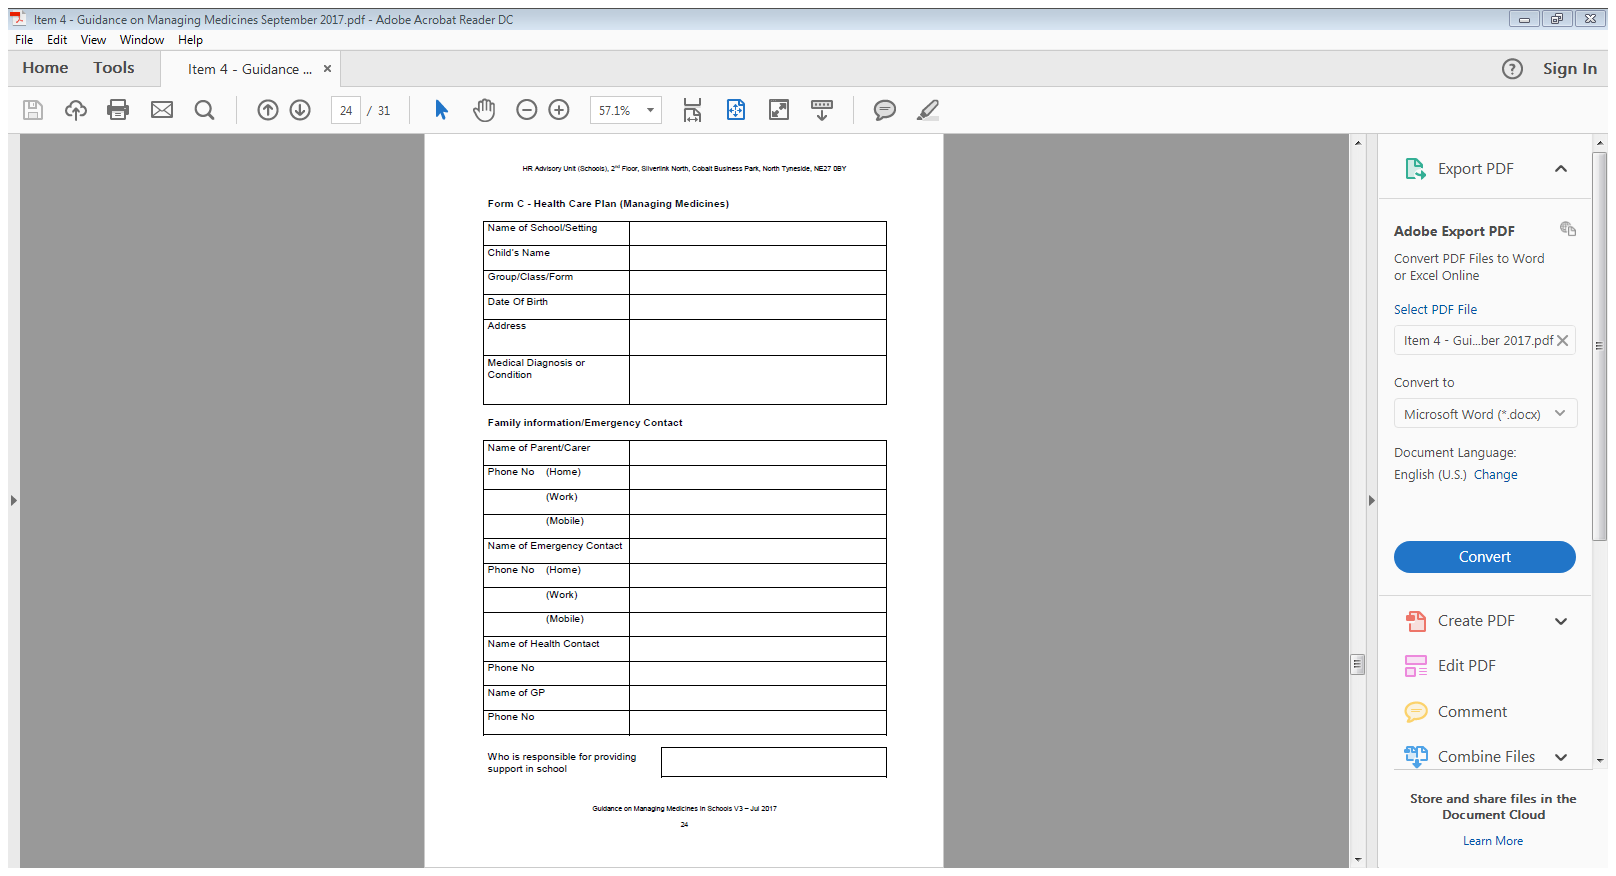 Item 4 - Guidance on Managing Medicines September 2017.pdf - Adobe Acrobat Reader DC
File Edit View Window Help
Home Tools Item 4 - Guidance ... × ? Sign In
24 / 31 57.1%
HR Advisory Unit (Schools), 2nd Floor, Silverlink North, Cobalt Business Park, North Tyneside, NE27 0BY
Form C - Health Care Plan (Managing Medicines)
Name of School/Setting
Child's Name
Group/Class/Form
Date Of Birth
Address
Medical Diagnosis or
Condition
Family information/Emergency Contact
Name of Parent/Carer
Phone No (Home)
(Work)
(Mobile)
Name of Emergency Contact
Phone No (Home)
(Work)
(Mobile)
Name of Health Contact
Phone No
Name of GP
Phone No
Who is responsible for providing
support in school
Guidance on Managing Medicines in Schools V3 – Jul 2017
24
Export PDF
Adobe Export PDF
Convert PDF Files to Word
or Excel Online
Select PDF File
Item 4 - Gui...ber 2017.pdf
Convert to
Microsoft Word (*.docx)
Document Language:
English (U.S.) Change
Convert
Create PDF
Edit PDF
Comment
Combine Files
Store and share files in the
Document Cloud
Learn More